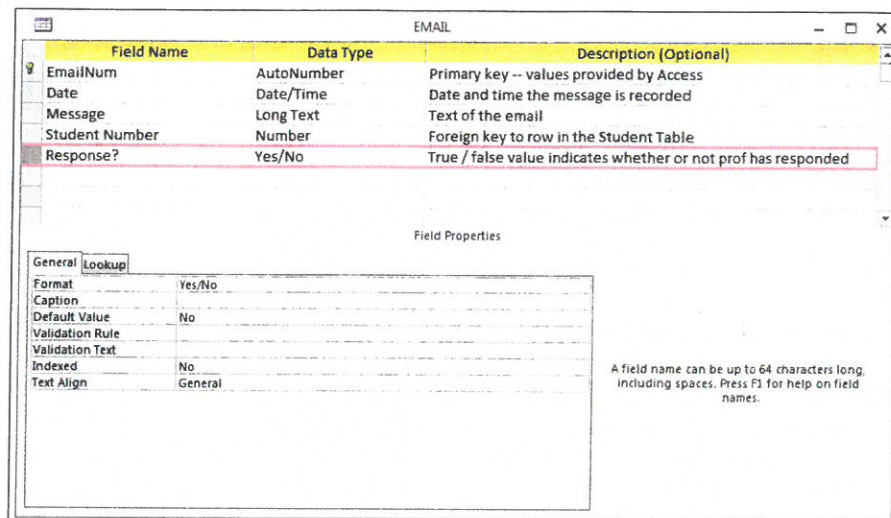 EMAIL
Field Name Data Type Description (Optional)
EmailNum AutoNumber Primary key -- values provided by Access
Date Date/Time Date and time the message is recorded
Message Long Text Text of the email
Student Number Number Foreign key to row in the Student Table
Response? Yes/No True / false value indicates whether or not prof has responded
Field Properties
General Lookup
Format Yes/No
Caption
Default Value No
Validation Rule
Validation Text
Indexed No
Text Align General
A field name can be up to 64 characters long,
including spaces. Press F1 for help on field
names.